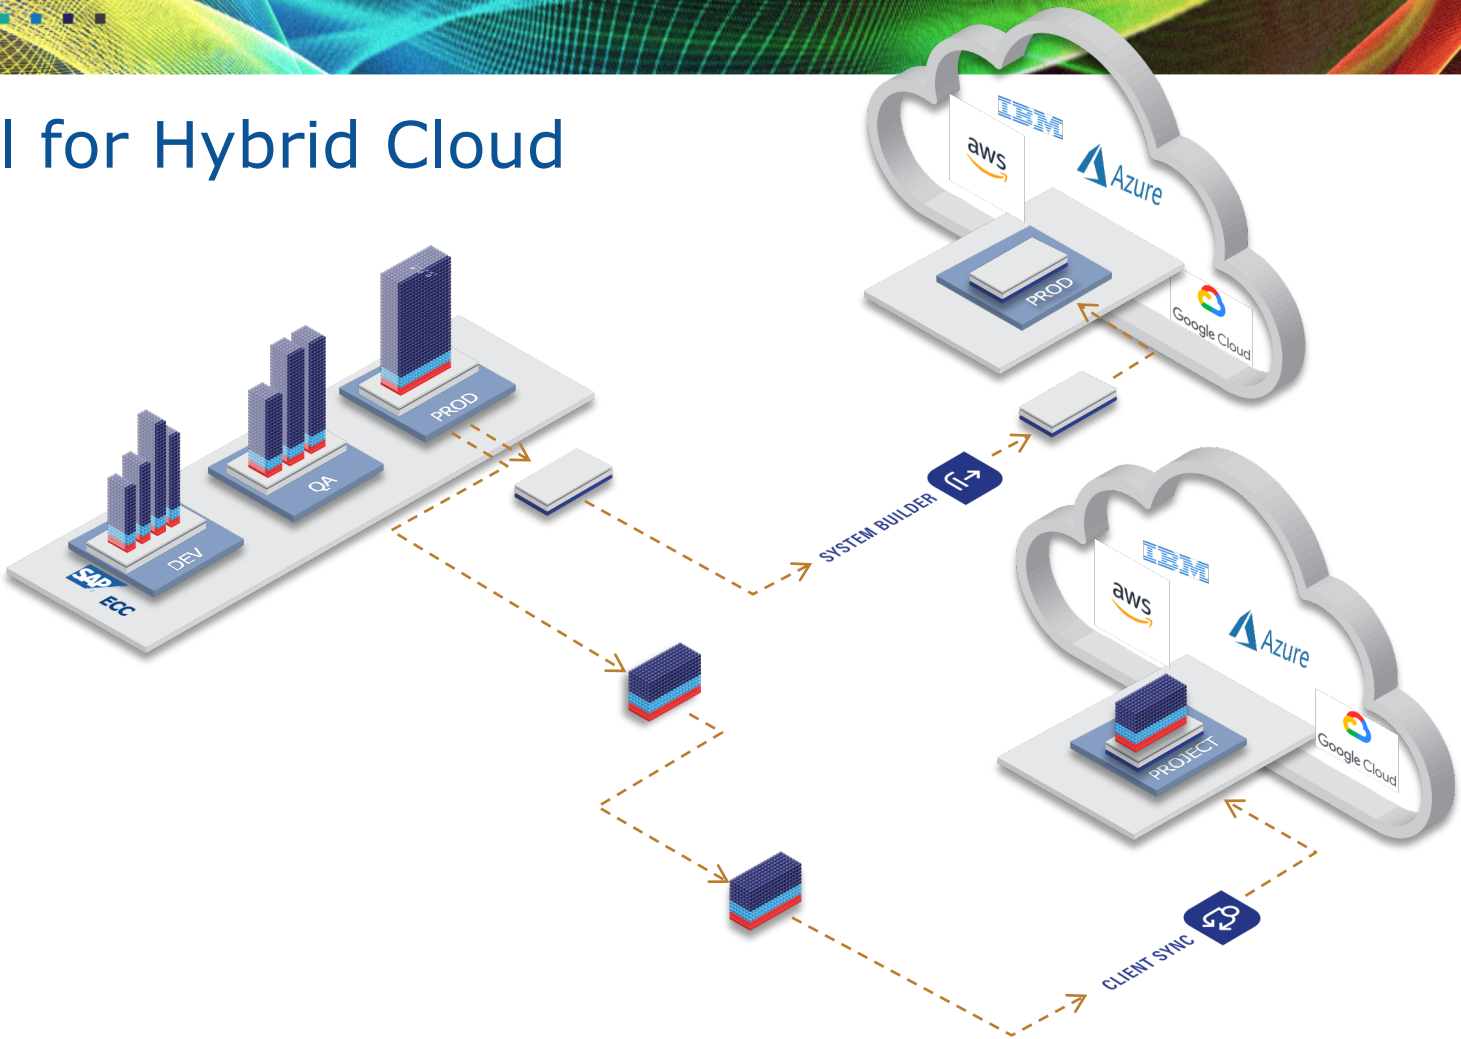 l for Hybrid Cloud
IBM
aws
Azure
PROD
Google Cloud
PROD
QA
DEV
SAP
ECC
SYSTEM BUILDER
IBM
aws
Azure
PROJECT
Google Cloud
CLIENT SYNC